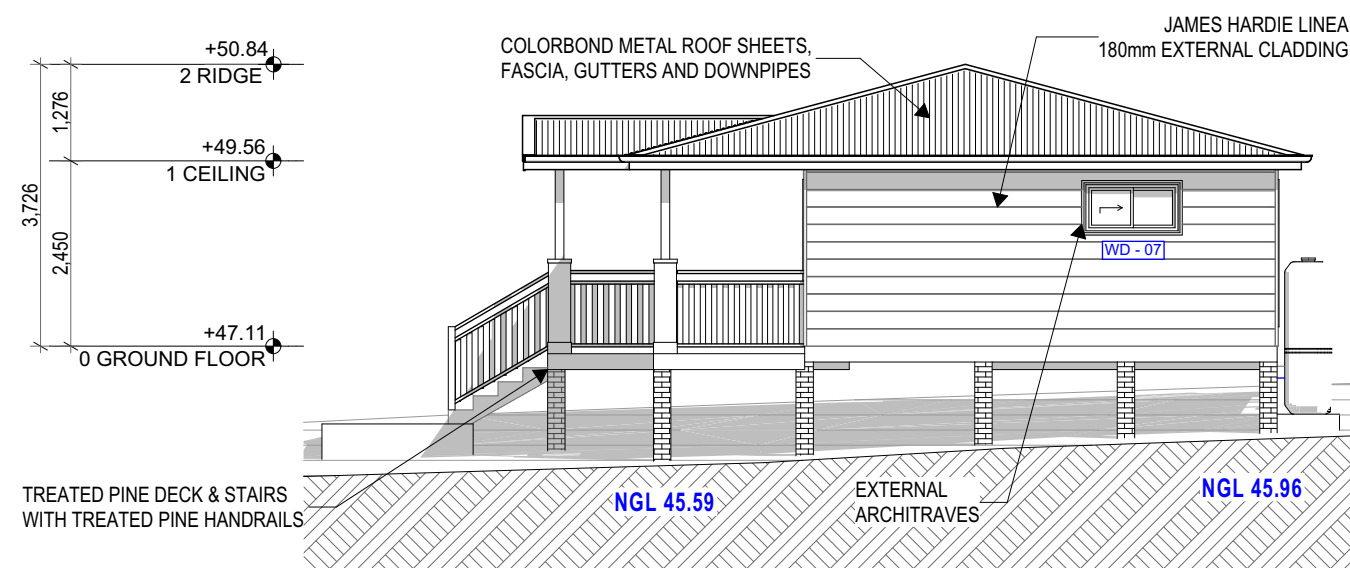 JAMES HARDIE LINEA
180mm EXTERNAL CLADDING
COLORBOND METAL ROOF SHEETS,
FASCIA, GUTTERS AND DOWNPIPES
+50.84
2 RIDGE
1,276
+49.56
1 CEILING
3,726
2,450
WD - 07
+47.11
0 GROUND FLOOR
TREATED PINE DECK & STAIRS
WITH TREATED PINE HANDRAILS
NGL 45.59
EXTERNAL
ARCHITRAVES
NGL 45.96